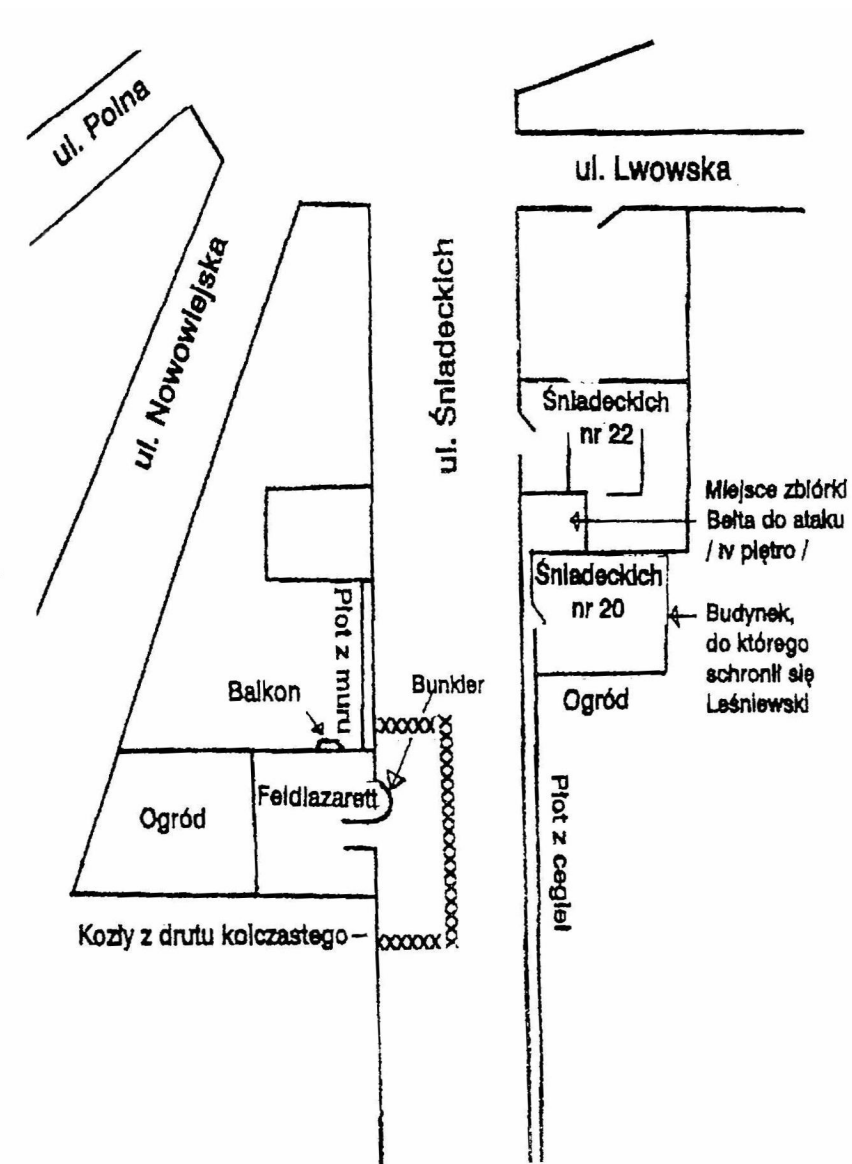 ul. Polna
ul. Lwowska
ul. Nowowiejska
ul. Śniadeckich
Śniadeckich
nr 22
Miejsce zbiórki
Bełta do ataku
/ IV piętro /
Śniadeckich
nr 20
Budynek,
do którego
schronił się
Leśniewski
Płot z muru
Balkon
Bunkier
Ogród
Feldlazarett
Ogród
Płot z cegieł
Kozły z drutu kolczastego